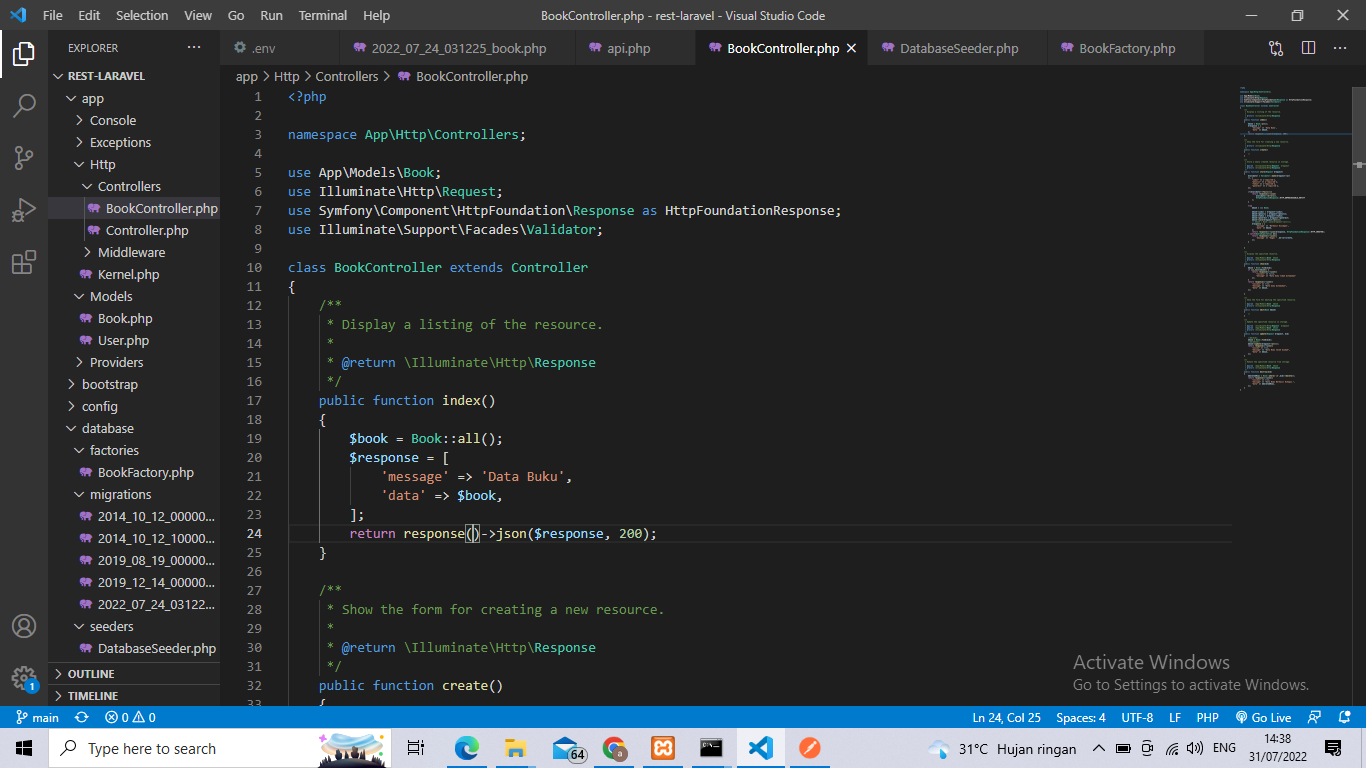 File Edit Selection View Go Run Terminal Help
BookController.php - rest-laravel - Visual Studio Code
EXPLORER
REST-LARAVEL
app
Console
Exceptions
Http
Controllers
BookController.php
Controller.php
Middleware
Kernel.php
Models
Book.php
User.php
Providers
bootstrap
config
database
factories
BookFactory.php
migrations
2014_10_12_00000...
2014_10_12_10000...
2019_08_19_00000...
2019_12_14_00000...
2022_07_24_03122...
seeders
DatabaseSeeder.php
OUTLINE
TIMELINE
.env 2022_07_24_031225_book.php api.php BookController.php DatabaseSeeder.php BookFactory.php
app > Http > Controllers > BookController.php
1 <?php
2
3 namespace App\Http\Controllers;
4
5 use App\Models\Book;
6 use Illuminate\Http\Request;
7 use Symfony\Component\HttpFoundation\Response as HttpFoundationResponse;
8 use Illuminate\Support\Facades\Validator;
9
10 class BookController extends Controller
11 {
12 /**
13 * Display a listing of the resource.
14 *
15 * @return \Illuminate\Http\Response
16 */
17 public function index()
18 {
19 $book = Book::all();
20 $response = [
21 'message' => 'Data Buku',
22 'data' => $book,
23 ];
24 return response()->json($response, 200);
25 }
26
27 /**
28 * Show the form for creating a new resource.
29 *
30 * @return \Illuminate\Http\Response
31 */
32 public function create()
33 {
Activate Windows
Go to Settings to activate Windows.
1
main 0 0 Ln 24, Col 25 Spaces: 4 UTF-8 LF PHP Go Live
Type here to search 64 31°C Hujan ringan ENG 14:38
31/07/2022